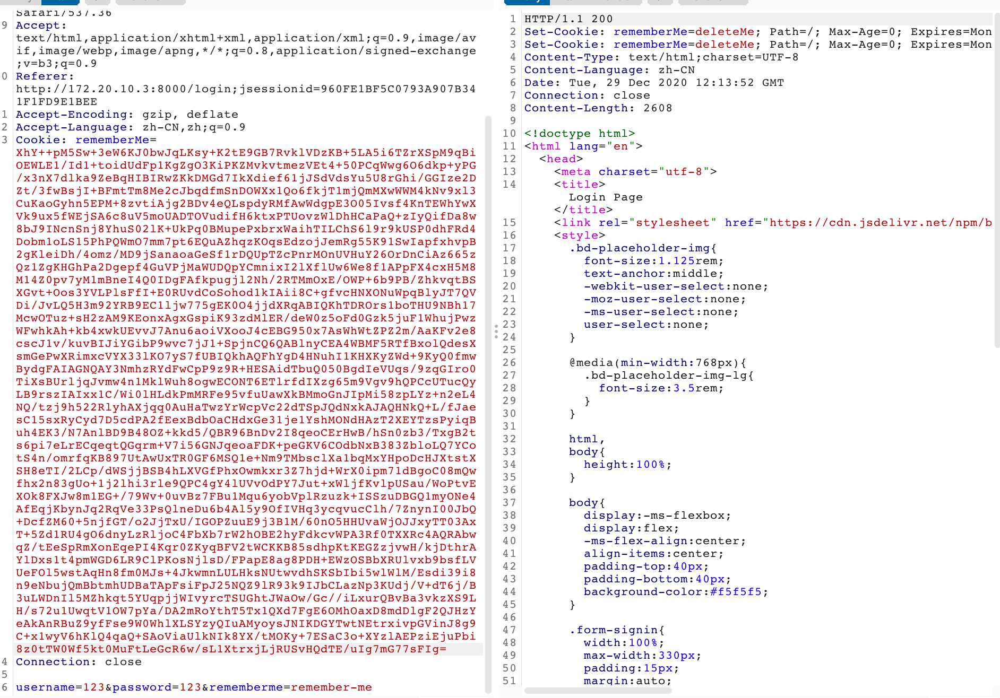 Safari/537.36
9 Accept:
text/html,application/xhtml+xml,application/xml;q=0.9,image/av
if,image/webp,image/apng,*/*;q=0.8,application/signed-exchange
;v=b3;q=0.9
0 Referer:
http://172.20.10.3:8000/login;jsessionid=960FE1BF5C0793A907B34
1F1FD9E1BEE
1 Accept-Encoding: gzip, deflate
2 Accept-Language: zh-CN,zh;q=0.9
3 Cookie: rememberMe=
XhY++pM5Sw+3eW6KJ0bwJqLKsy+K2tE9GB7RvklVDzKB+5LA5i6TZrXSpM9qBi
OEWLE1/Id1+toidUdFp1KgZgO3KiPKZMvkvtmezVEt4+50PCqWwg6O6dkp+yPG
/x3nX7dlka9ZeBqHIBIRwZKkDMGd7IkXdief61jJSdVdsYu5U8rGhi/GGIze2D
Zt/3fwBsjI+BFmtTm8Me2cJbqdfmSnDOWXx1Qo6fkjT1mjQmMXwWWM4kNv9xl3
CuKaoGyhn5EPM+8zvtiAjg2BDv4eQLspdyRMfAwWdgpE3O05Ivsf4KnTEWhYwX
Vk9ux5fWEjSA6c8uV5moUADTOVudifH6ktxPTUovzWlDhHCaPaQ+zIyQifDa8w
8bJ9INcnSnj8YhuS02lK+UkPq0BMupePxbrxWaihTILChS6l9r9kUSP0dhFRd4
Dobm1oLS15PhPQWmO7mm7pt6EQuAZhqzKOqsEdzojJemRg55K91SwIapfxhvpB
2gKleiDh/4omz/MD9jSanaoaGeSf1rDQUpTZcPnrMOnUVHuY26OrDnCiAz665z
Qz1ZgKHGhPa2Dgepf4GuVPjMaWUDQpYCmnixI2lXflUw6We8f1APpFX4cxH5M8
M14Z0pv7yM1mBneI4Q0IDgFAfkpugjl2Nh/2RTMmOxE/OWP+6b9PB/ZhkvqtBS
XGvt+Oos3YVLPlsFfI+E0RUvdCoSohod1kIAii8C+gfvcHNXONuWpqBlyJT7QV
Di/JvLQ5H3m92YRB9EC1ljw775gEK0O4jjdXRqABIQKhTDROrs1boTHU9NBh17
McwOTuz+sH2zAM9KEonxAgxGspiK93zdMlER/deW0z5oFd0Gzk5juF1WhujPwz
WFwhkAh+kb4xwkUEvvJ7Anu6aoiVXooJ4cEBG950x7AsWhWtZPZ2m/AaKFv2e8
cscJ1v/kuvBIJiYGibP9wvc7jJ1+SpjnCQ6QABlnyCEA4WBMF5RTfBxolQdesX
smGePwXRimxcVYX33lKO7yS7fUBIQkhAQFhYgD4HNuhI1KHXKyZWd+9KyQ0fmw
BydgFAIAGNQAY3NmhzRYdFwCpP9z9R+HESAidTbuQ050BgdIeVUqs/9zqGIro0
TiXsBUrljqJvmw4n1MklWuh8ogwECONT6ETlrfdIXzg65m9Vgv9hQPCcUTucQy
LB9rszIAIxx1C/Wi0lHLdkPmMRFe95vfuUawXkBMmoGnJIpMi58zpLYz+n2eL4
NQ/tzj9h522RlyhAXjqq0AuHaTwzYrWcpVc22dTSpJQdNxkAJAQHNkQ+L/fJae
sC15sxRyCyd7D5cdPA2fEexBdbOaCHdxGe31je1YshMONdHAzT2XEYTzsPyiqB
uh4EK3/N7AnlBD9B48OZ+kkd5/QBR96BnDv2I8qeoCErHwB/hSn0zb3/TxgB2t
s6pi7eLrECqeqtQGqrm+V7i56GNJqeoaFDK+peGKV6COdbNxB383ZbloLQ7YCo
tS4n/omrfqKB897UtAwUxTR0GF6MSQ1e+Nm9TMbsclXa1bqMxYHpoDcHJXtstX
SH8eTI/2LCp/dWSjjBSB4hLXVGfPhxOwmkxr3Z7hjd+WrX0ipm71dBgoC08mQw
fhx2n83gUo+1j2lhi3rle9QPC4gY4lUVvOdPY7Jut+xWljfKvlpUSau/WoPtvE
XOk8FXJw8m1EG+/79Wv+0uvBz7FBu1Mqu6yobVplRzuzk+ISSzuDBGQ1myONe4
AfEqjKbynJq2RqVe33PsQlneDu6b4Al5y9OfIVHq3ycqvucClh/7ZnynI00JbQ
+DcfZM60+5njfGT/o2JjTxU/IGOPZuuE9j3B1M/60nO5HHUvaWjOJJxyTT03Ax
T+5Zd1RU4gO6dnyLzRljoC4FbXb7rW2hOBE2hyFdkcvWPA3Rf0TXXRc4AQRAbw
qZ/tEeSpRmXonEqePI4Kqr0ZKyqBFV2tWCKKB85sdhpKtKEGZzjvwH/kjDthrA
YlDxs1t4pmWGD6LR9ClPKosNjlsD/FPapE8ag8PDH+EWzOSBbXRUlvxb9bsfLV
UeFOl5wstAqHn8fm0MJs+4JkwmnLULHksNUtwvdhSKSbIbi5wlWlM/Esdi39i8
n9eNbujQmBbtmhUDBaTApFsiFpJ25NQZ9lR93k9IJbCLazNp3KUdj/V+dT6j/B
3uLWDnIl5MZhkqt5YUqpjjWIvyrcTSUGhtJWaOw/Gc//iLxurQBvBa3vkzXS9L
H/s72u1UwqtV1OW7pYa/DA2mRoYthT5Tx1QXd7FgE6OMhOaxD8mdDlgF2QJHzY
eAkAnRBuZ9yfFse9W0WhlXLSYzyQIuAMyoysJNIKDGYTwtNEtrxivpGVinJ8g9
C+x1wyV6hKlQ4qaQ+SAoViaUlkNIk8YX/tMOKy+7ESaC3o+XYzlAEPziEjuPbi
8z0tTW0Wf5kt0MuFtLeGcR6w/sL1XtrxjLjRUSvHQdTE/uIg7mG77sFIg=
4 Connection: close
5
6 username=123&password=123&rememberme=remember-me
1 HTTP/1.1 200
2 Set-Cookie: rememberMe=deleteMe; Path=/; Max-Age=0; Expires=Mon
3 Set-Cookie: rememberMe=deleteMe; Path=/; Max-Age=0; Expires=Mon
4 Content-Type: text/html;charset=UTF-8
5 Content-Language: zh-CN
6 Date: Tue, 29 Dec 2020 12:13:52 GMT
7 Connection: close
8 Content-Length: 2608
9
10 <!doctype html>
11 <html lang="en">
12 <head>
13 <meta charset="utf-8">
14 <title>
Login Page
</title>
15 <link rel="stylesheet" href="https://cdn.jsdelivr.net/npm/b
16 <style>
17 .bd-placeholder-img{
18 font-size:1.125rem;
19 text-anchor:middle;
20 -webkit-user-select:none;
21 -moz-user-select:none;
22 -ms-user-select:none;
23 user-select:none;
24 }
25
26 @media(min-width:768px){
27 .bd-placeholder-img-lg{
28 font-size:3.5rem;
29 }
30 }
31
32 html,
33 body{
34 height:100%;
35 }
36
37 body{
38 display:-ms-flexbox;
39 display:flex;
40 -ms-flex-align:center;
41 align-items:center;
42 padding-top:40px;
43 padding-bottom:40px;
44 background-color:#f5f5f5;
45 }
46
47 .form-signin{
48 width:100%;
49 max-width:330px;
50 padding:15px;
51 margin:auto;